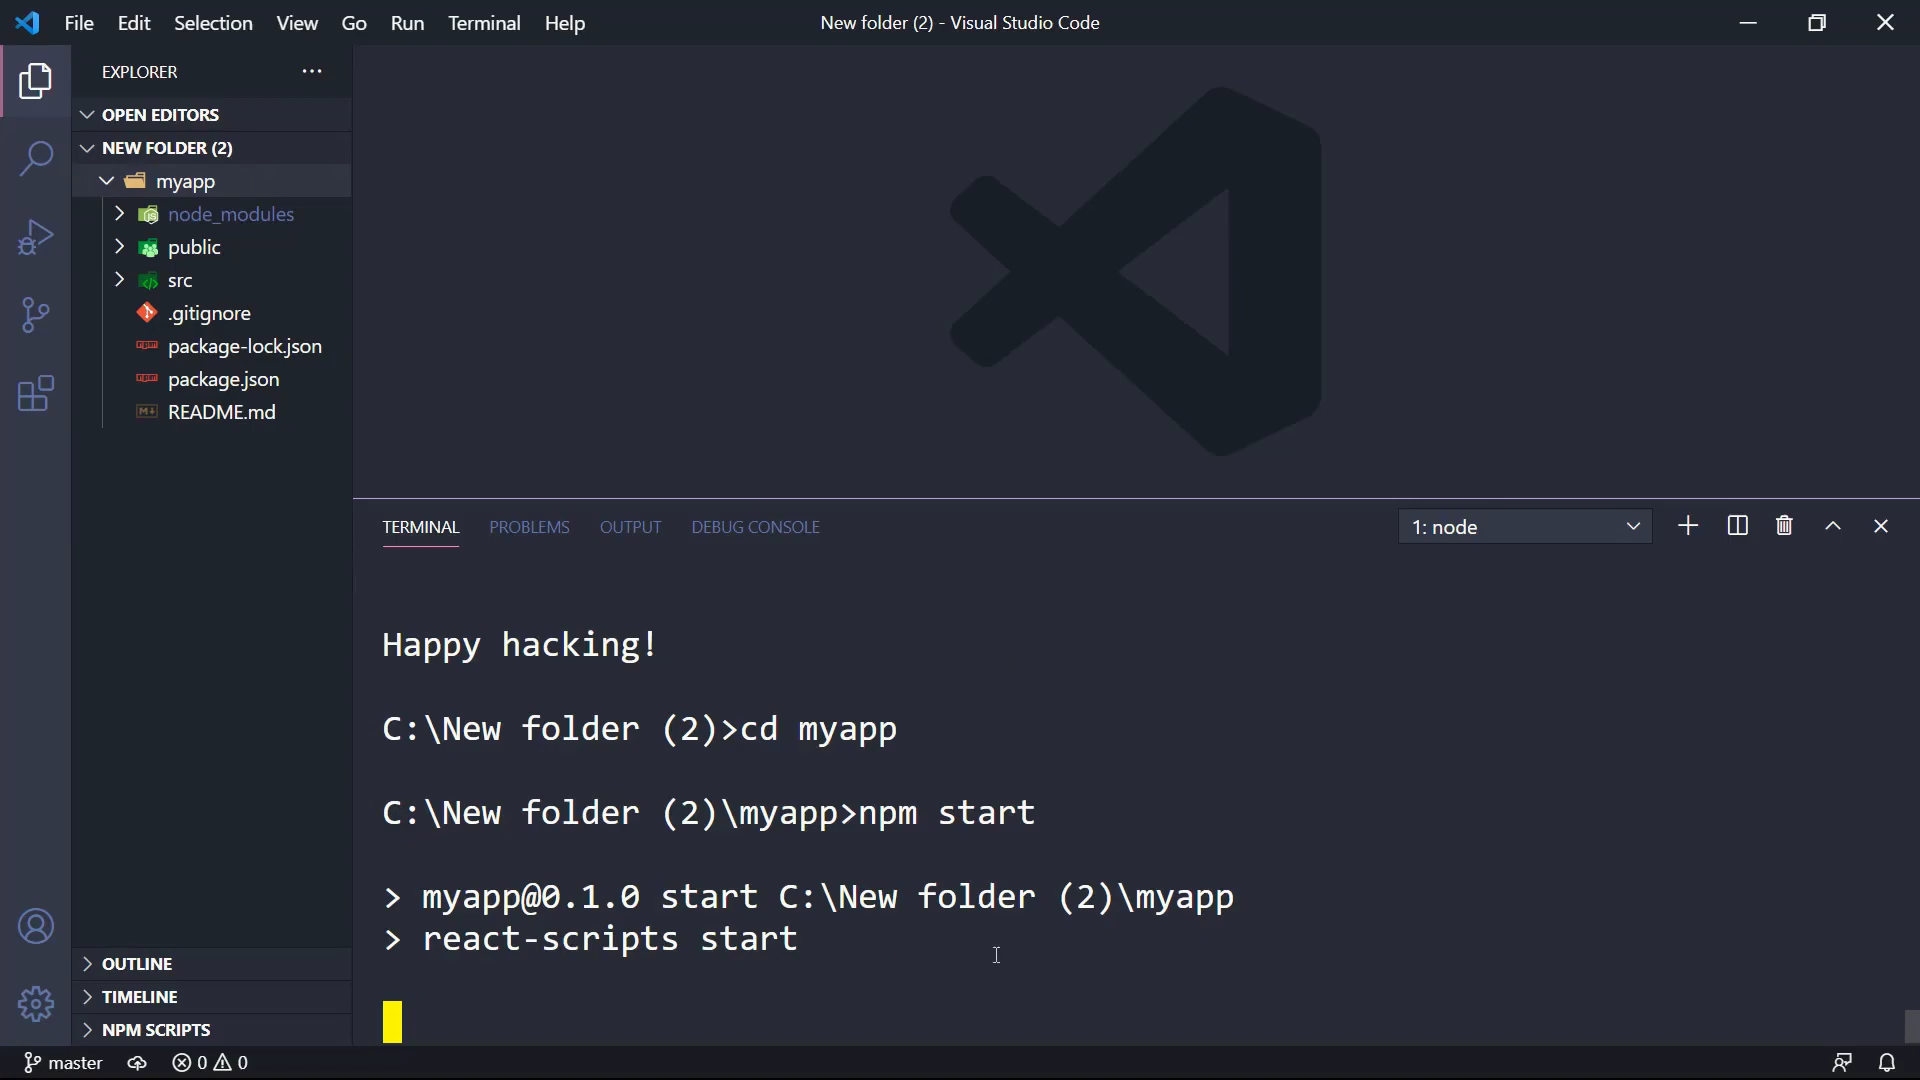 File Edit Selection View Go Run Terminal Help New folder (2) - Visual Studio Code
EXPLORER
OPEN EDITORS
NEW FOLDER (2)
myapp
node_modules
public
src
.gitignore
package-lock.json
package.json
README.md
OUTLINE
TIMELINE
NPM SCRIPTS
TERMINAL PROBLEMS OUTPUT DEBUG CONSOLE 1: node
Happy hacking!
C:\New folder (2)>cd myapp
C:\New folder (2)\myapp>npm start
> myapp@0.1.0 start C:\New folder (2)\myapp
> react-scripts start
master 0 0